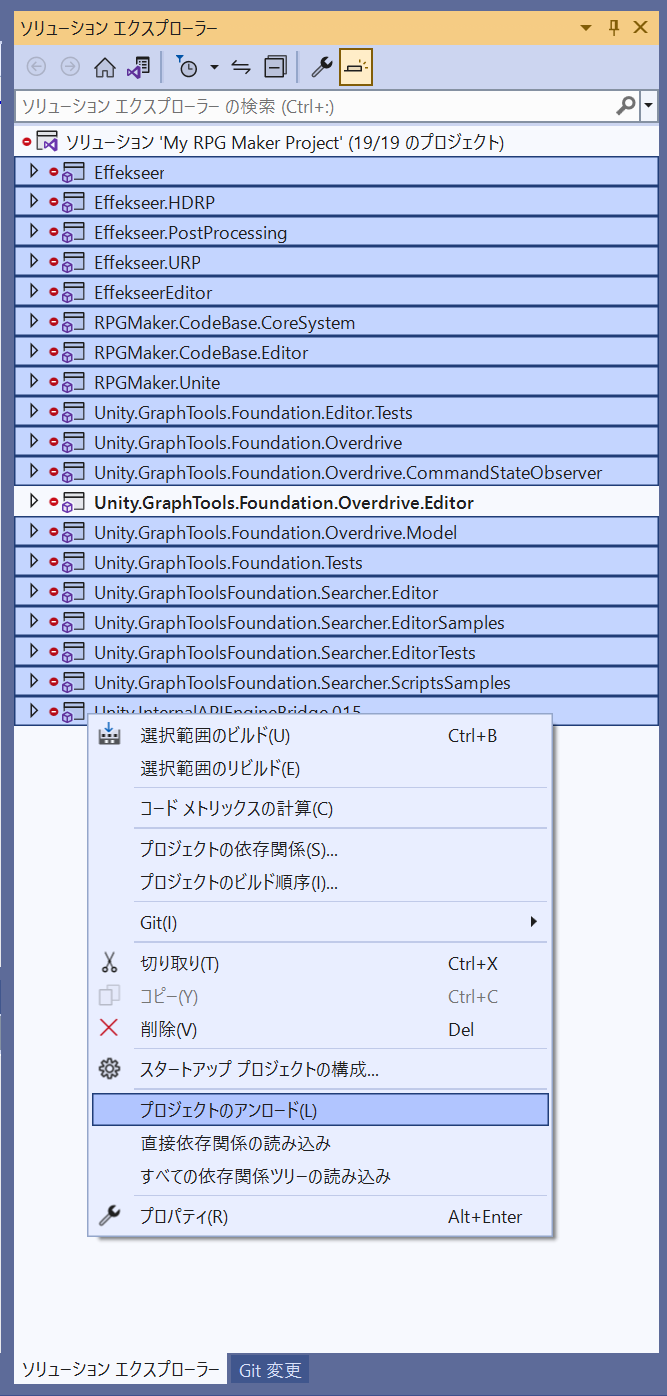 ソリューション エクスプローラー
ソリューション エクスプローラー の検索 (Ctrl+:)
ソリューション 'My RPG Maker Project' (19/19 のプロジェクト)
Effekseer
Effekseer.HDRP
Effekseer.PostProcessing
Effekseer.URP
EffekseerEditor
RPGMaker.CodeBase.CoreSystem
RPGMaker.CodeBase.Editor
RPGMaker.Unite
Unity.GraphTools.Foundation.Editor.Tests
Unity.GraphTools.Foundation.Overdrive
Unity.GraphTools.Foundation.Overdrive.CommandStateObserver
Unity.GraphTools.Foundation.Overdrive.Editor
Unity.GraphTools.Foundation.Overdrive.Model
Unity.GraphTools.Foundation.Tests
Unity.GraphToolsFoundation.Searcher.Editor
Unity.GraphToolsFoundation.Searcher.EditorSamples
Unity.GraphToolsFoundation.Searcher.EditorTests
Unity.GraphToolsFoundation.Searcher.ScriptsSamples
Unity.InternalAPIEngineBridge.015
選択範囲のビルド(U) Ctrl+B
選択範囲のリビルド(E)
コード メトリックスの計算(C)
プロジェクトの依存関係(S)...
プロジェクトのビルド順序(I)...
Git(I)
切り取り(T) Ctrl+X
コピー(Y) Ctrl+C
削除(V) Del
スタートアップ プロジェクトの構成...
プロジェクトのアンロード(L)
直接依存関係の読み込み
すべての依存関係ツリーの読み込み
プロパティ(R) Alt+Enter
ソリューション エクスプローラー Git 変更